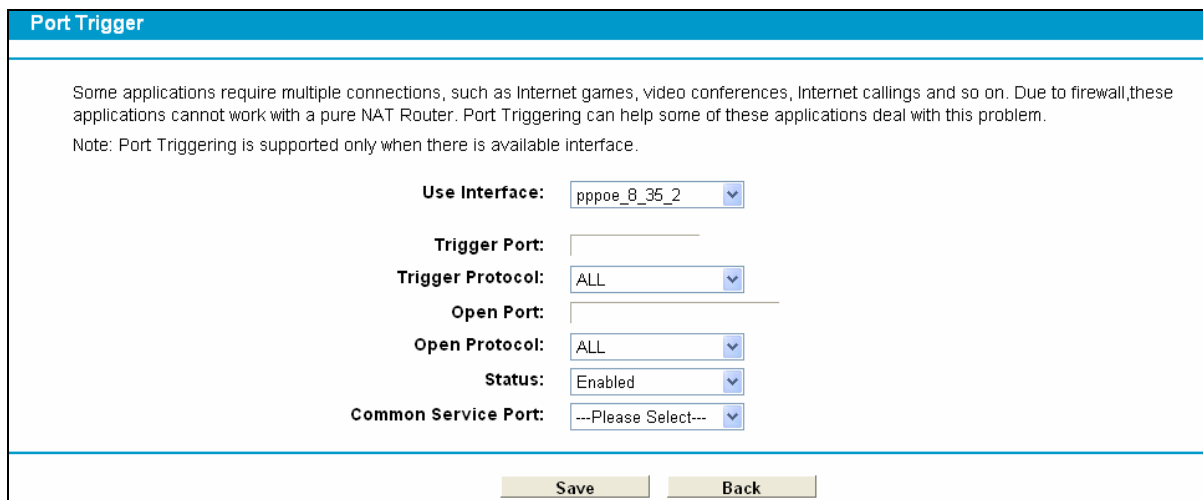 Port Trigger
Some applications require multiple connections, such as Internet games, video conferences, Internet callings and so on. Due to firewall,these
applications cannot work with a pure NAT Router. Port Triggering can help some of these applications deal with this problem.
Note: Port Triggering is supported only when there is available interface.
Use Interface: pppoe_8_35_2
Trigger Port:
Trigger Protocol: ALL
Open Port:
Open Protocol: ALL
Status: Enabled
Common Service Port: ---Please Select---
Save Back